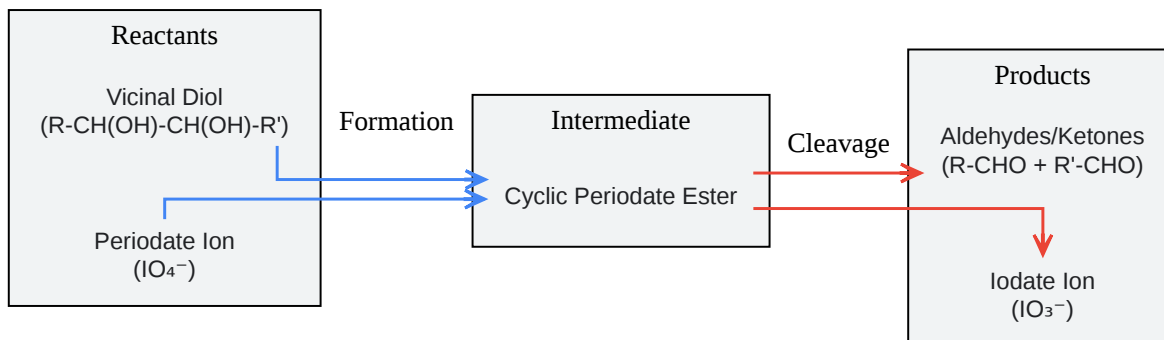 Reactants
Vicinal Diol
(R-CH(OH)-CH(OH)-R')
Periodate Ion
(IO₄⁻)
Formation
Intermediate
Cyclic Periodate Ester
Cleavage
Products
Aldehydes/Ketones
(R-CHO + R'-CHO)
Iodate Ion
(IO₃⁻)